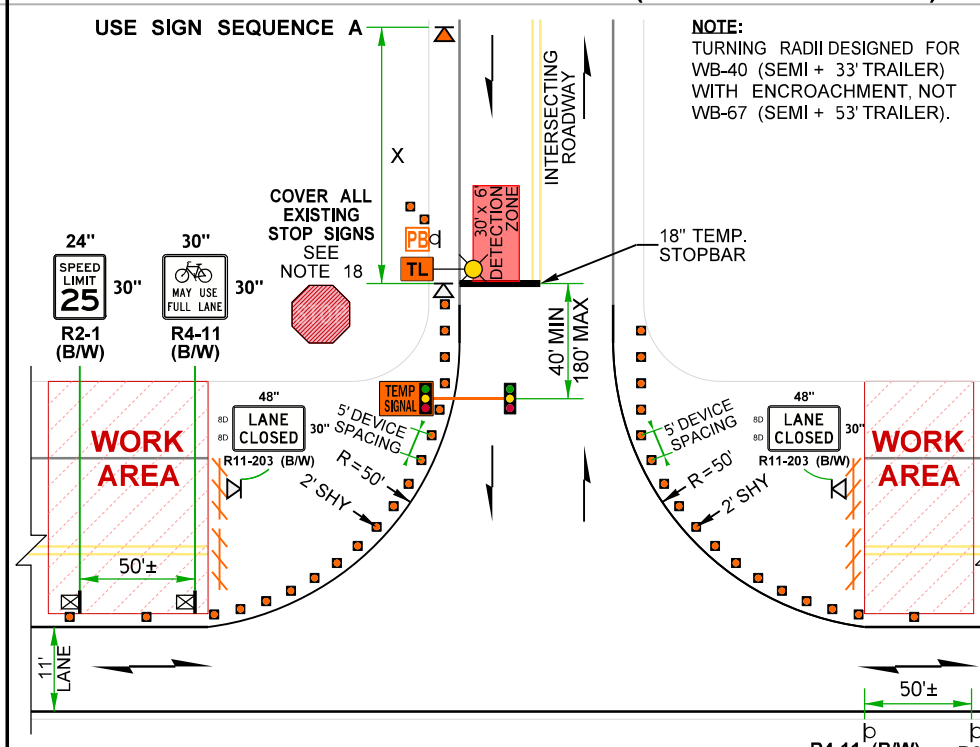 USE SIGN SEQUENCE A
NOTE:
TURNING RADII DESIGNED FOR
WB-40 (SEMI + 33' TRAILER)
WITH ENCROACHMENT, NOT
WB-67 (SEMI + 53' TRAILER).
X
INTERSECTING
ROADWAY
COVER ALL
EXISTING
STOP SIGNS
SEE
NOTE 18
STOP
PB
TL
30' x 6'
DETECTION
ZONE
18" TEMP.
STOPBAR
24"
SPEED
LIMIT
25
30"
R2-1
(B/W)
30"
MAY USE
FULL LANE
30"
R4-11
(B/W)
40' MIN
180' MAX
TEMP
SIGNAL
WORK
AREA
48"
8D
8D
LANE
CLOSED
30"
R11-203 (B/W)
5' DEVICE
SPACING
R=50'
2' SHY
5' DEVICE
SPACING
R=50'
2' SHY
48"
8D
8D
LANE
CLOSED
30"
R11-203 (B/W)
WORK
AREA
50'±
11'
LANE
50'±